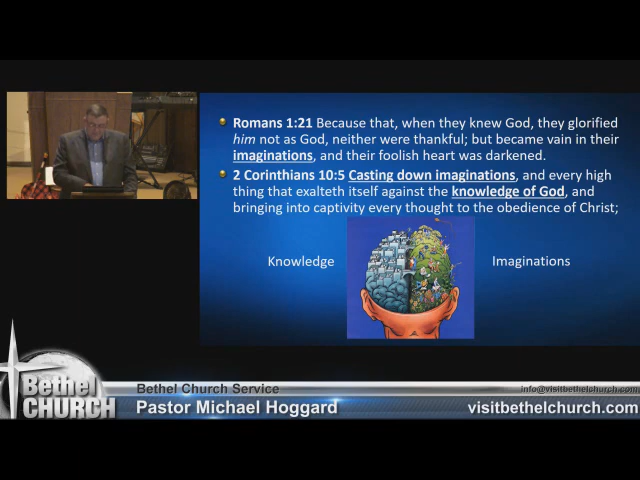 Romans 1:21 Because that, when they knew God, they glorified
him not as God, neither were thankful; but became vain in their
imaginations, and their foolish heart was darkened.
2 Corinthians 10:5 Casting down imaginations, and every high
thing that exalteth itself against the knowledge of God, and
bringing into captivity every thought to the obedience of Christ;
Knowledge
Imaginations
Bethel
CHURCH
Bethel Church Service
info@visitbethelchurch.com
Pastor Michael Hoggard
visitbethelchurch.com